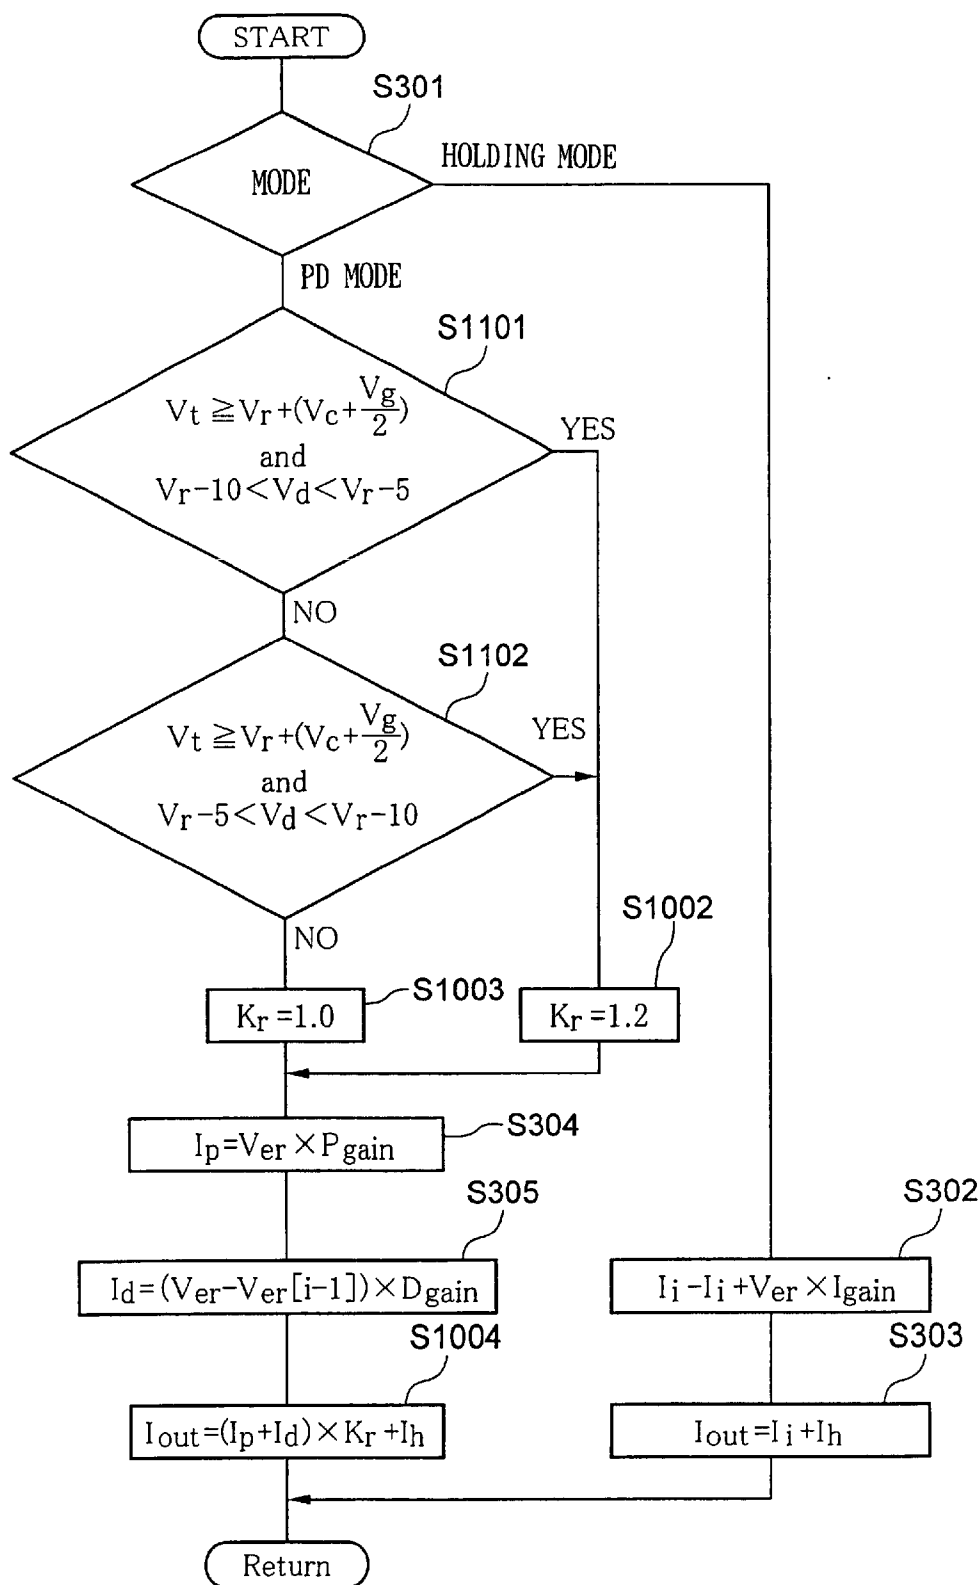 START
S301
MODE
HOLDING MODE
PD MODE
S1101
Vt ≧ Vr+(Vc+Vg/2)
and
Vr−10<Vd<Vr−5
YES
NO
S1102
Vt ≧ Vr+(Vc+Vg/2)
and
Vr−5<Vd<Vr−10
YES
NO
S1003
Kr=1.0
S1002
Kr=1.2
S304
Ip=Ver×Pgain
S305
Id=(Ver−Ver[i-1])×Dgain
S1004
Iout=(Ip+Id)×Kr+Ih
S302
Ii−Ii+Ver×Igain
S303
Iout=Ii+Ih
Return